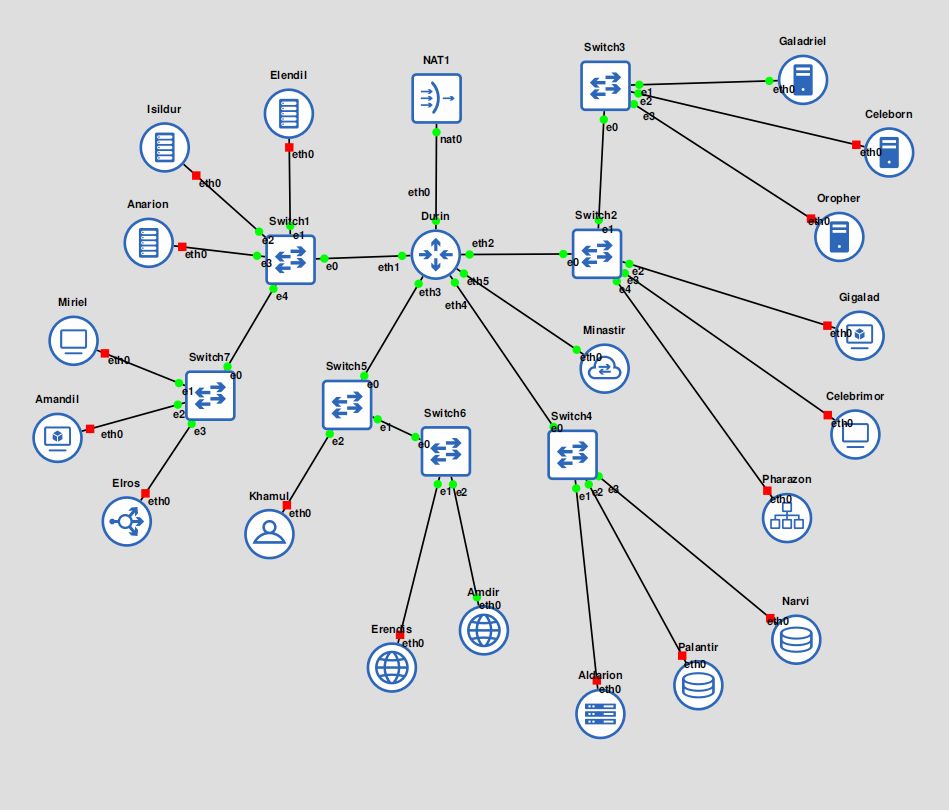 Switch3
Galadriel
NAT1
Elendil
eth0
e1
e2
e3
Isildur
Celeborn
e0
nat0
eth0
eth0
eth0
eth0
Oropher
Anarion
eth0
Durin
Switch2
e1
eth0
Switch1
e1
e2
e3
eth0
e0
eth1
eth2
e0
e2
e3
e4
eth5
eth3
eth4
e4
Gigalad
Miriel
eth0
Minastir
eth0
eth0
Switch7
e0
e1
e2
e3
Switch5
e0
e1
e2
Amandil
eth0
Celebrimor
eth0
Switch6
e0
e1
e2
Switch4
e0
e1
e2
e3
Elros
eth0
Khamul
eth0
Pharazon
eth0
Amdir
eth0
Narvi
eth0
Erendis
eth0
Palantir
eth0
Aldarion
eth0